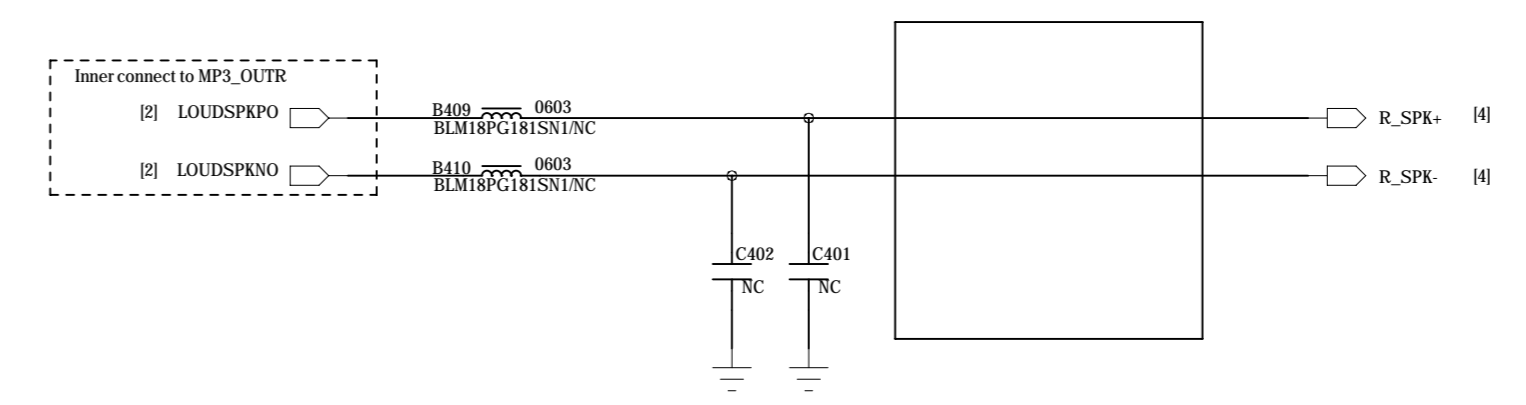 Inner connect to MP3_OUTR
[2] LOUDSPKPO
B409 0603
BLM18PG181SN1/NC
R_SPK+ [4]
[2] LOUDSPKNO
B410 0603
BLM18PG181SN1/NC
R_SPK- [4]
C402
NC
C401
NC